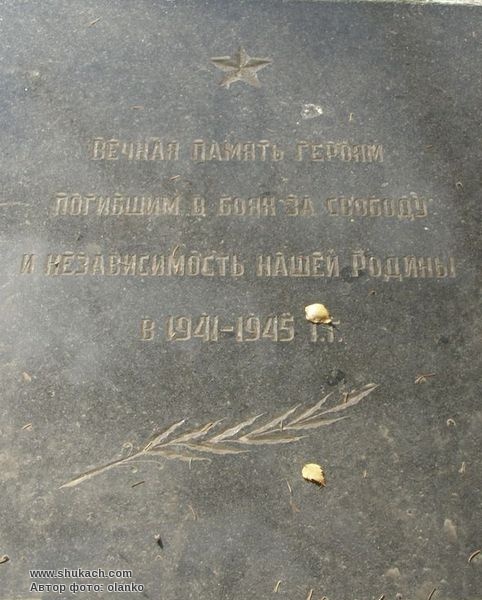 ВЕЧНАЯ ПАМЯТЬ ГЕРОЯМ
ПОГИБШИМ В БОЯХ ЗА СВОБОДУ
И НЕЗАВИСИМОСТЬ НАШЕЙ РОДИНЫ
В 1941-1945 Г.Г.
www.shukach.com
Автор фото: olanko